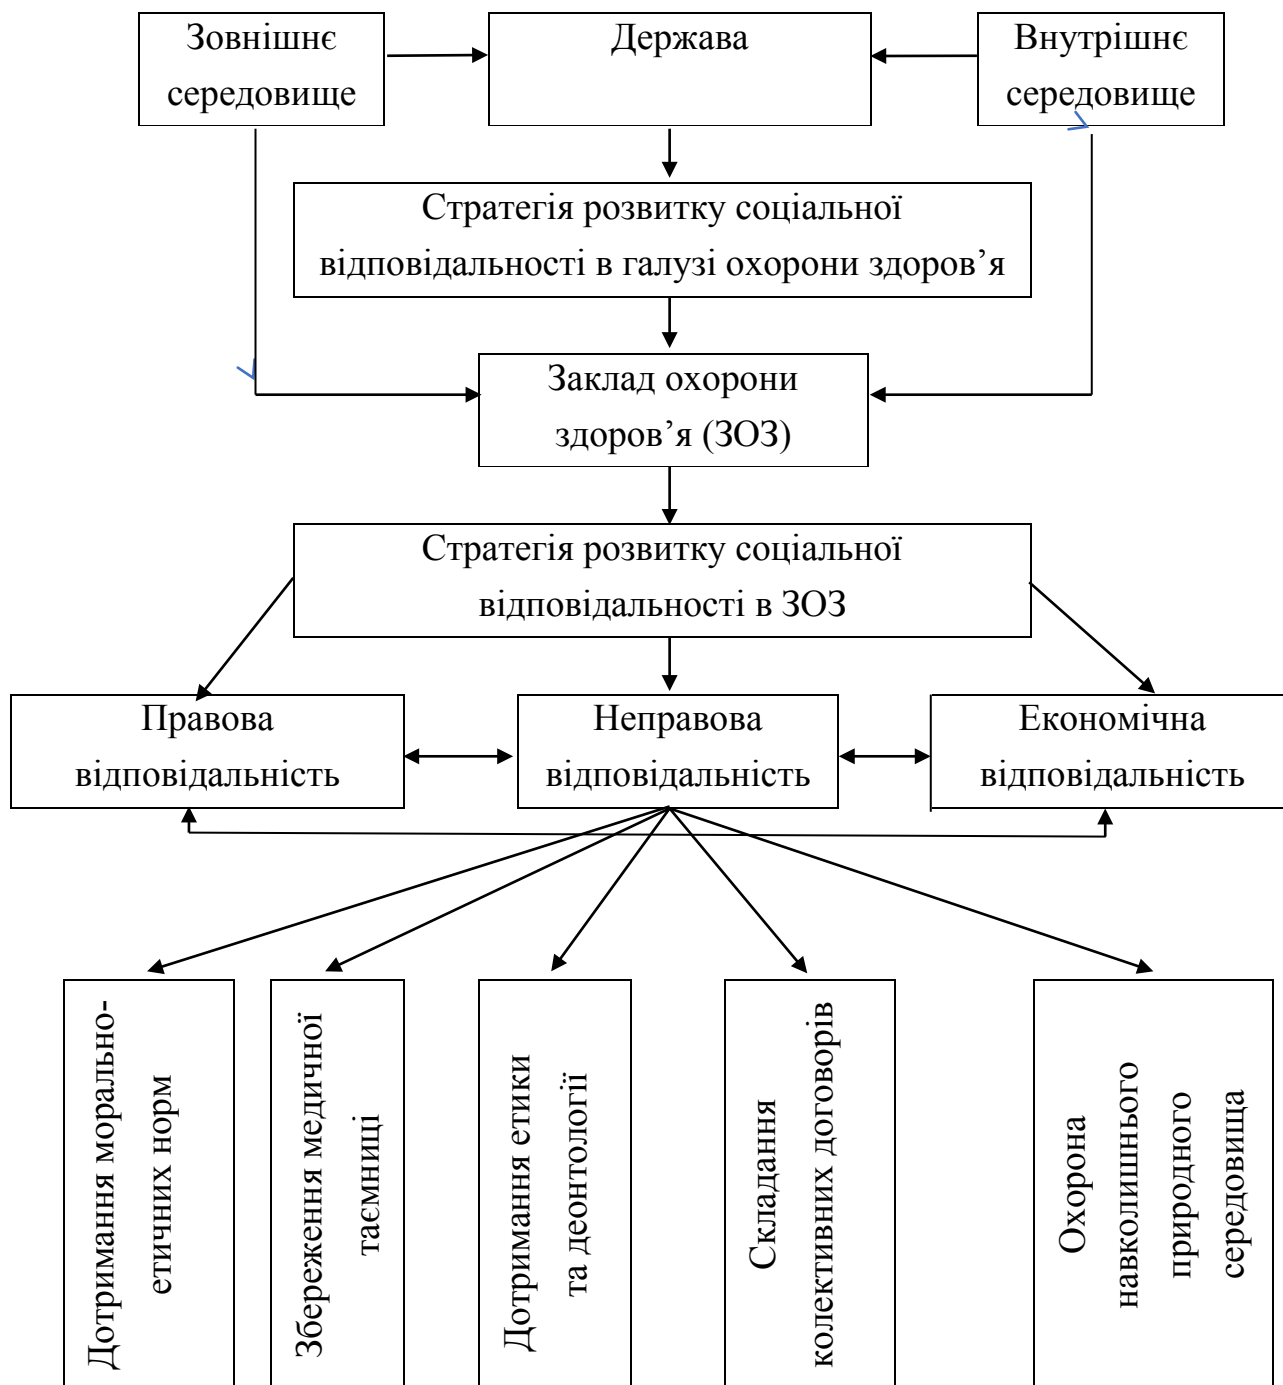 Зовнішнє
середовище
Держава
Внутрішнє
середовище
Стратегія розвитку соціальної
відповідальності в галузі охорони здоров’я
Заклад охорони
здоров’я (ЗОЗ)
Стратегія розвитку соціальної
відповідальності в ЗОЗ
Правова
відповідальність
Неправова
відповідальність
Економічна
відповідальність
Дотримання морально-
етичних норм
Збереження медичної
таємниці
Дотримання етики
та деонтології
Складання
колективних договорів
Охорона
навколишнього
природного
середовища